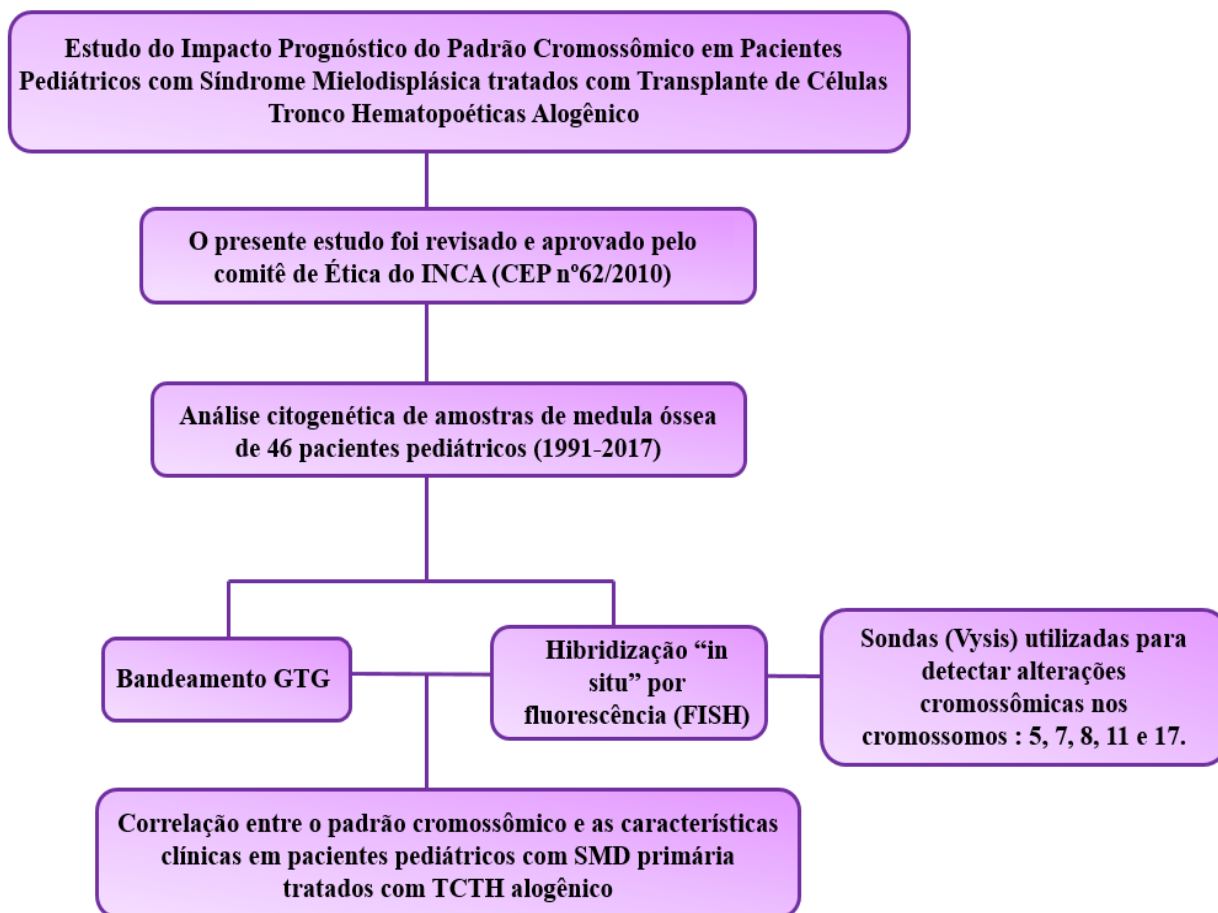 Estudo do Impacto Prognóstico do Padrão Cromossômico em Pacientes
Pediátricos com Síndrome Mielodisplásica tratados com Transplante de Células
Tronco Hematopoéticas Alogênico
O presente estudo foi revisado e aprovado pelo
comitê de Ética do INCA (CEP nº62/2010)
Análise citogenética de amostras de medula óssea
de 46 pacientes pediátricos (1991-2017)
Bandeamento GTG
Hibridização “in
situ” por
fluorescência (FISH)
Sondas (Vysis) utilizadas para
detectar alterações
cromossômicas nos
cromossomos : 5, 7, 8, 11 e 17.
Correlação entre o padrão cromossômico e as características
clínicas em pacientes pediátricos com SMD primária
tratados com TCTH alogênico